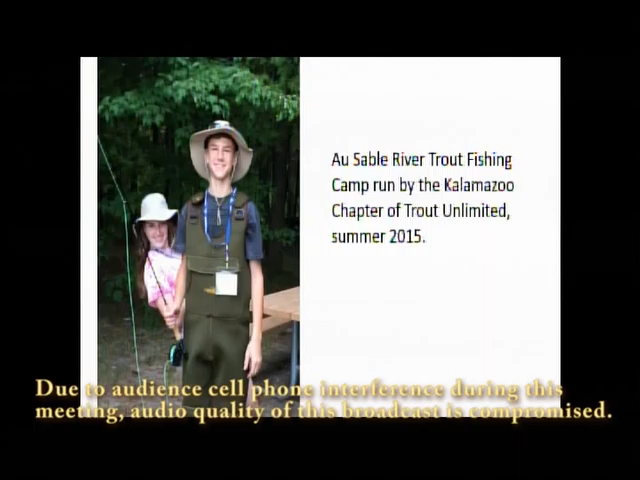 Au Sable River Trout Fishing
Camp run by the Kalamazoo
Chapter of Trout Unlimited,
summer 2015.
Due to audience cell phone interference during this
meeting, audio quality of this broadcast is compromised.